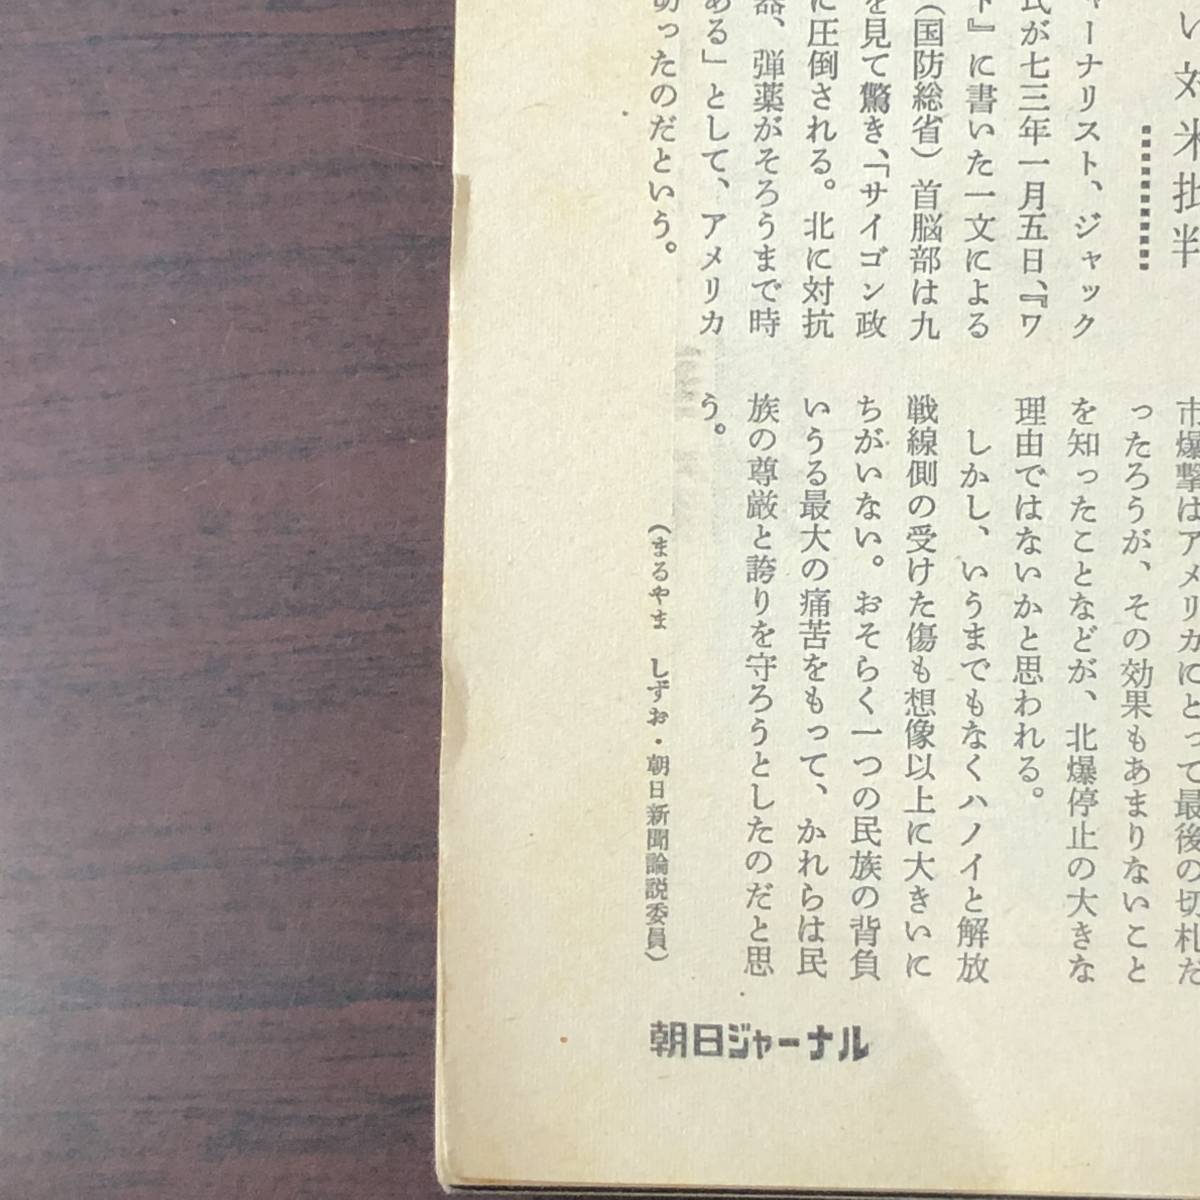 い対米批判
ャーナリスト、ジャック
氏が七三年一月五日、『ワ
ト』に書いた一文による
（国防総省）首脳部は九
を見て驚き、「サイゴン政
に圧倒される。北に対抗
器、弾薬がそろうまで時
ある」として、アメリカ
切ったのだという。
市爆撃はアメリカにとって最後の切札だ
ったろうが、その効果もあまりないこと
を知ったことなどが、北爆停止の大きな
理由ではないかと思われる。
しかし、いうまでもなくハノイと解放
戦線側の受けた傷も想像以上に大きいに
ちがいない。おそらく一つの民族の背負
いうる最大の痛苦をもって、かれらは民
族の尊厳と誇りを守ろうとしたのだと思
う。
（まるやま　しずお・朝日新聞論説委員）
朝日ジャーナル